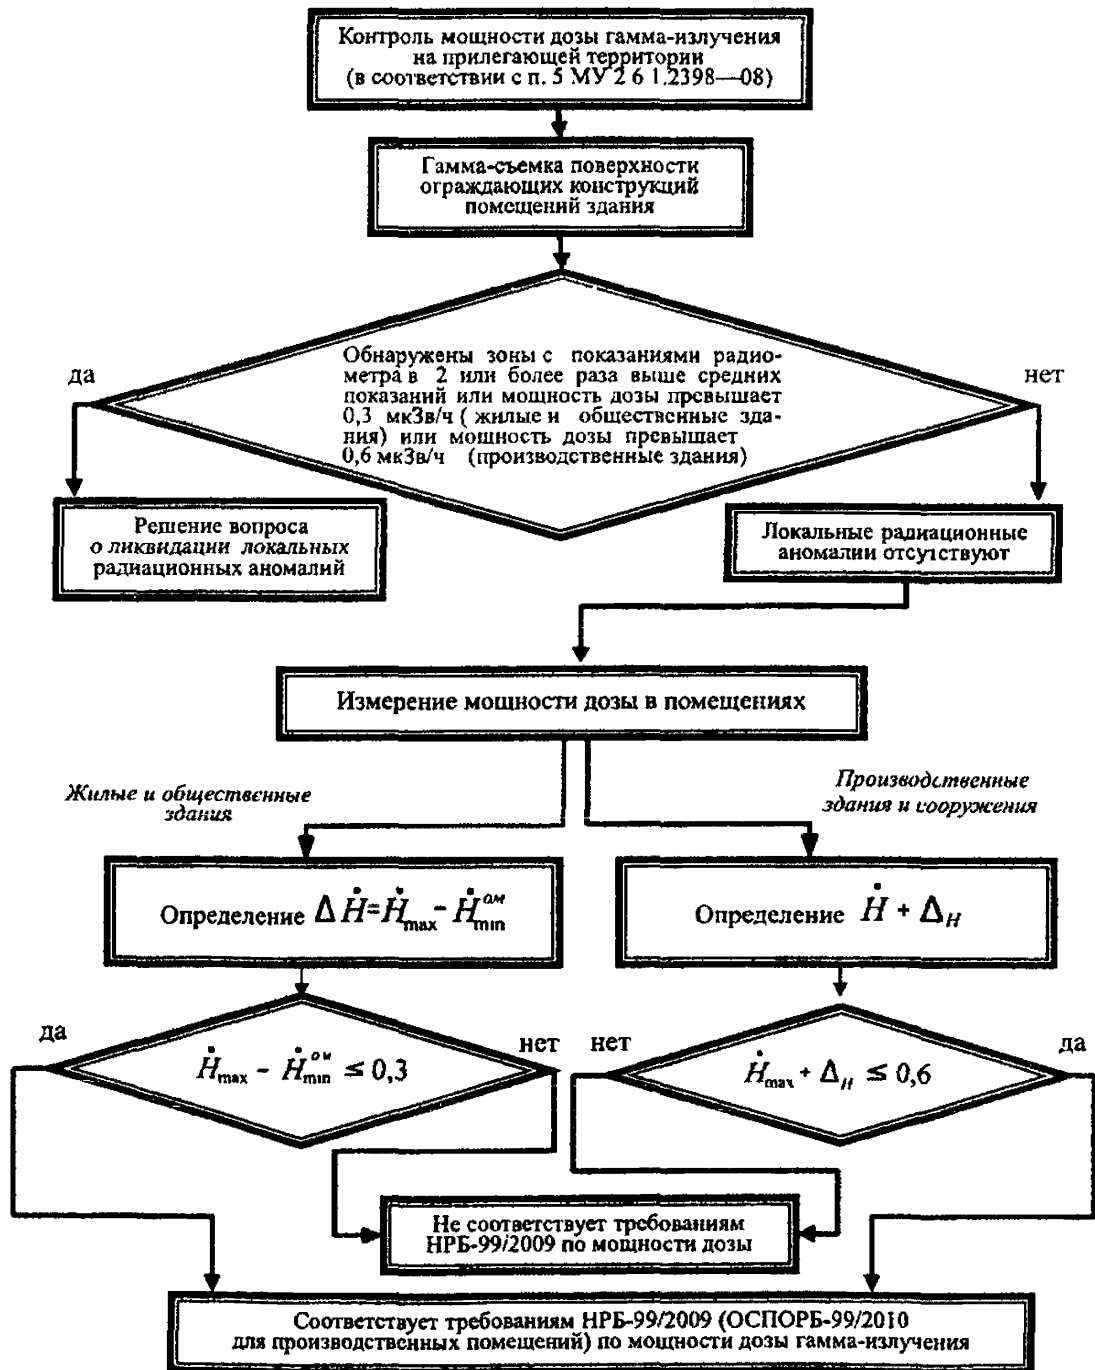 Контроль мощности дозы гамма-излучения
на прилегающей территории
(в соответствии с п. 5 МУ 2 6 1.2398—08)
Гамма-съемка поверхности
ограждающих конструкций
помещений здания
Обнаружены зоны с показаниями радио-
метра в 2 или более раза выше средних
показаний или мощность дозы превышает
0,3 мкЗв/ч ( жилые и общественные зда-
ния) или мощность дозы превышает
0,6 мкЗв/ч (производственные здания)
да
нет
Решение вопроса
о ликвидации локальных
радиационных аномалий
Локальные радиационные
аномалии отсутствуют
Измерение мощности дозы в помещениях
Жилые и общественные
здания
Производственные
здания и сооружения
Определение Δ Ḣ = Ḣmax - Ḣmin ом
Определение Ḣ + ΔH
да
Ḣmax - Ḣmin ом ≤ 0,3
нет
нет
Ḣmax + ΔH ≤ 0,6
да
Не соответствует требованиям
НРБ-99/2009 по мощности дозы
Соответствует требованиям НРБ-99/2009 (ОСПОРБ-99/2010
для производственных помещений) по мощности дозы гамма-излучения